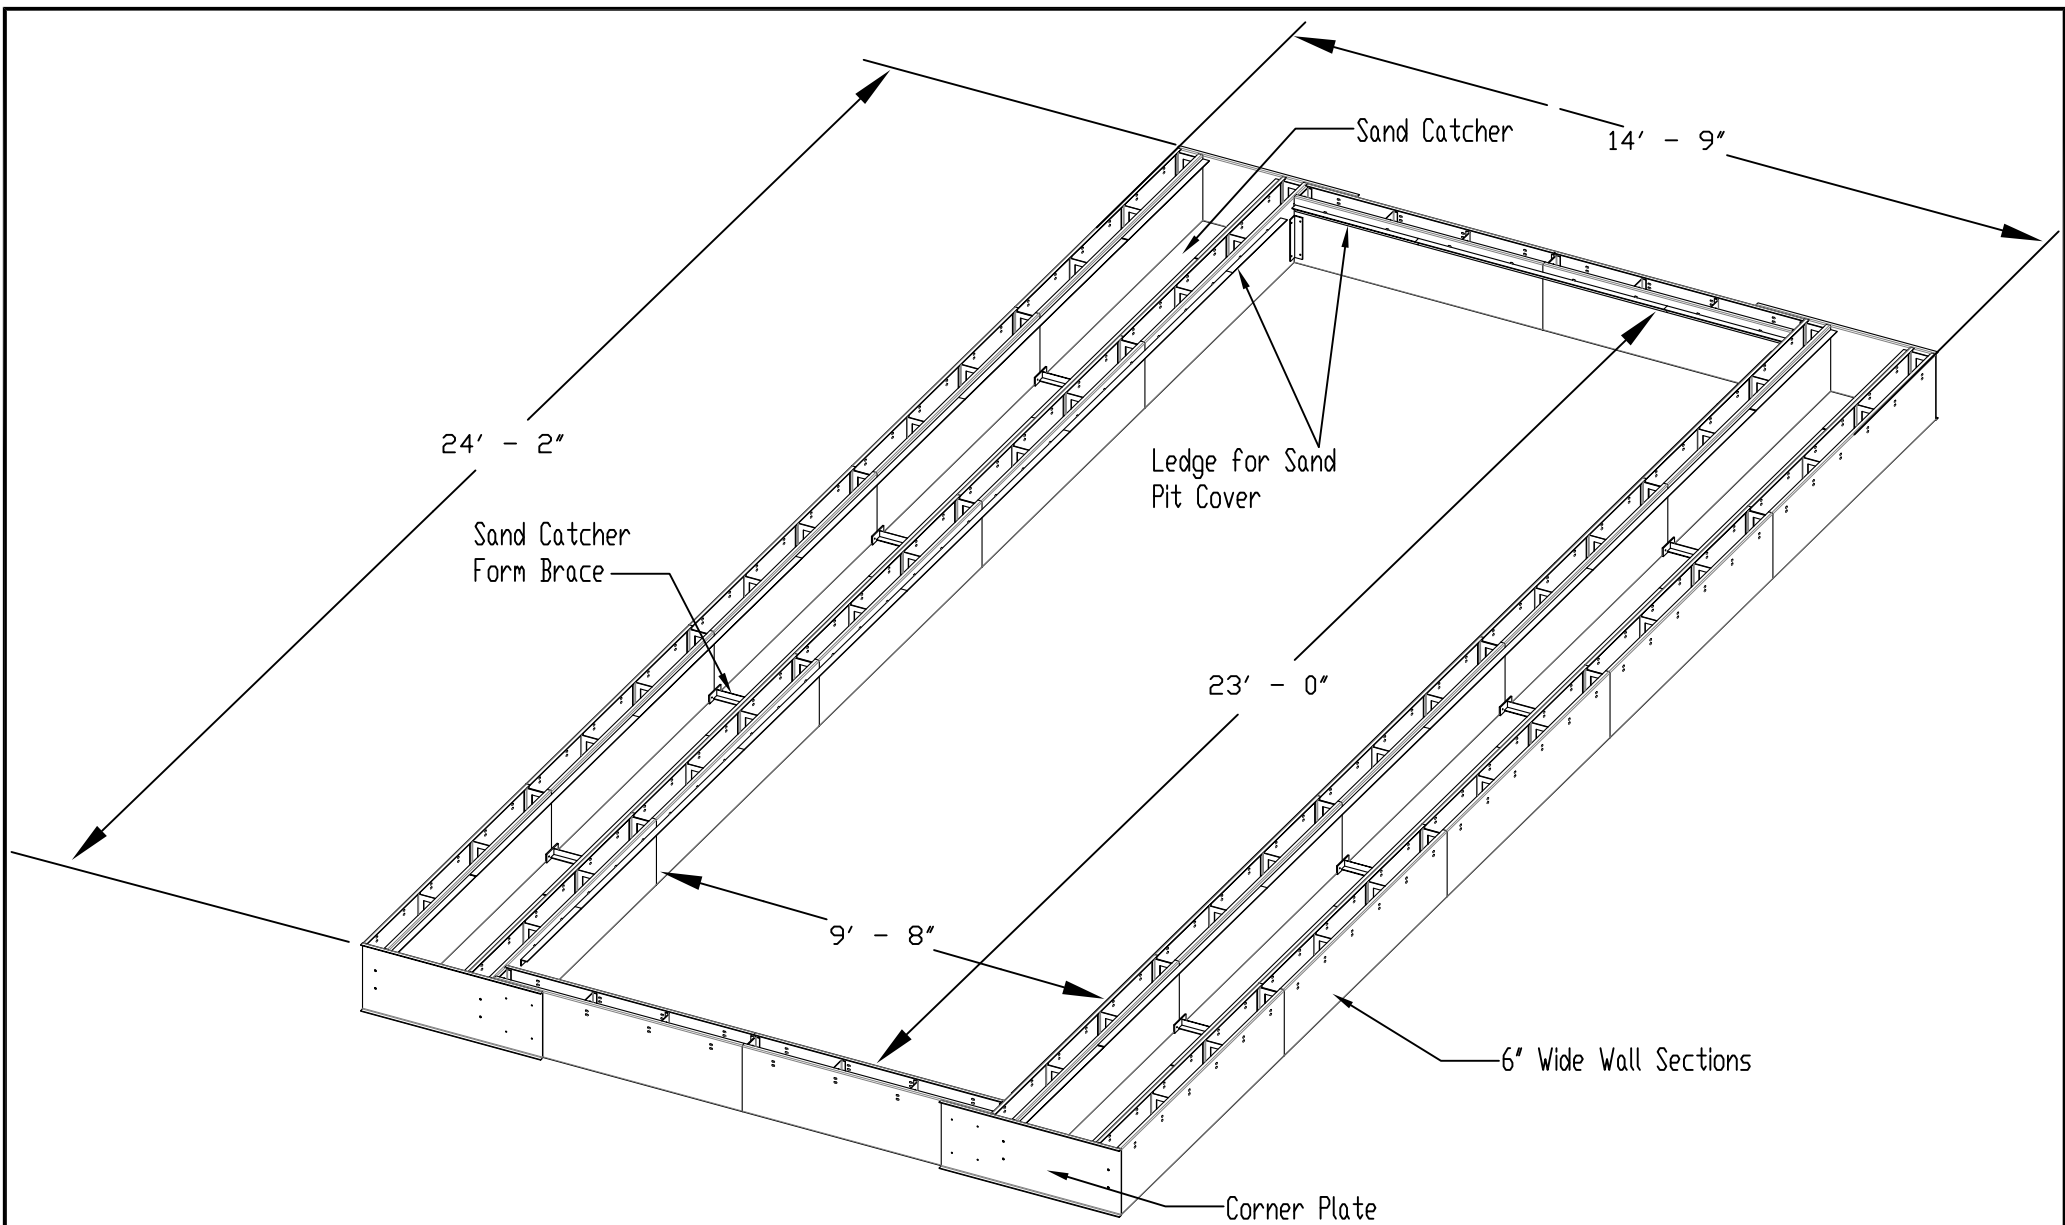 Sand Catcher
14′ - 9″
24′ - 2″
Ledge for Sand
Pit Cover
Sand Catcher
Form Brace
23′ - 0″
9′ - 8″
6″ Wide Wall Sections
Corner Plate